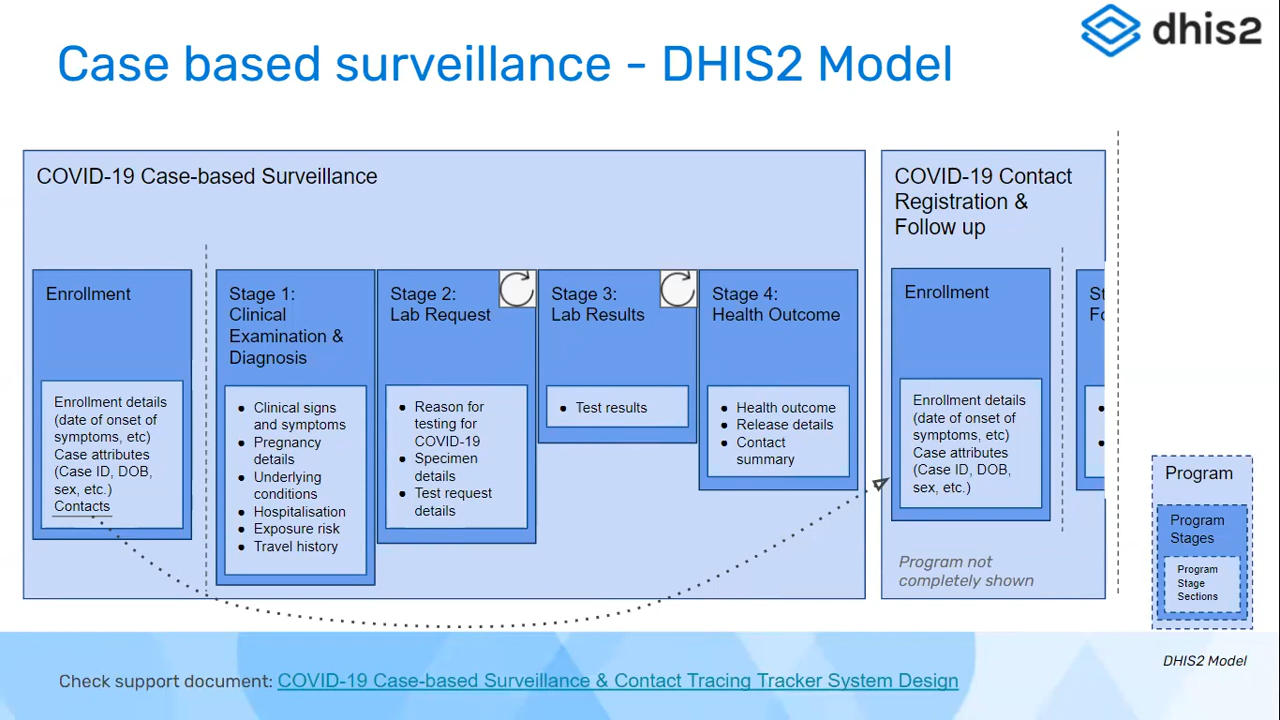 dhis2
Case based surveillance - DHIS2 Model
COVID-19 Case-based Surveillance
Enrollment
Enrollment details
(date of onset of
symptoms, etc)
Case attributes
(Case ID, DOB,
sex, etc.)
Contacts
Stage 1:
Clinical
Examination &
Diagnosis
Clinical signs
and symptoms
Pregnancy
details
Underlying
conditions
Hospitalisation
Exposure risk
Travel history
Stage 2:
Lab Request
Reason for
testing for
COVID-19
Specimen
details
Test request
details
Stage 3:
Lab Results
Test results
Stage 4:
Health Outcome
Health outcome
Release details
Contact
summary
COVID-19 Contact
Registration &
Follow up
Enrollment
Enrollment details
(date of onset of
symptoms, etc)
Case attributes
(Case ID, DOB,
sex, etc.)
Program not
completely shown
Program
Program
Stages
Program
Stage
Sections
DHIS2 Model
Check support document: COVID-19 Case-based Surveillance & Contact Tracing Tracker System Design